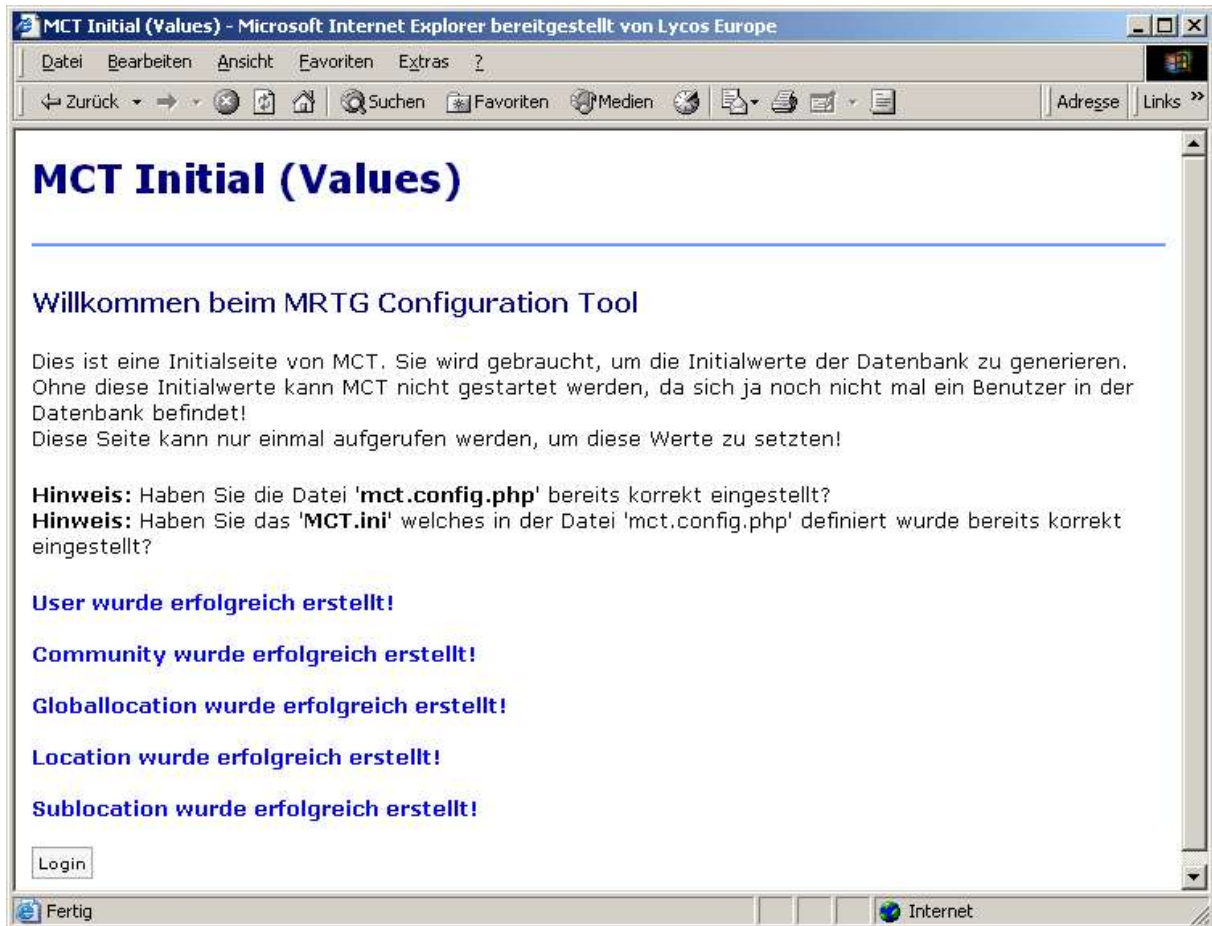 MCT Initial (Values) - Microsoft Internet Explorer bereitgestellt von Lycos Europe
Datei Bearbeiten Ansicht Favoriten Extras ?
Zurück Suchen Favoriten Medien Adresse Links »
MCT Initial (Values)
Willkommen beim MRTG Configuration Tool
Dies ist eine Initialseite von MCT. Sie wird gebraucht, um die Initialwerte der Datenbank zu generieren.
Ohne diese Initialwerte kann MCT nicht gestartet werden, da sich ja noch nicht mal ein Benutzer in der
Datenbank befindet!
Diese Seite kann nur einmal aufgerufen werden, um diese Werte zu setzten!
Hinweis: Haben Sie die Datei 'mct.config.php' bereits korrekt eingestellt?
Hinweis: Haben Sie das 'MCT.ini' welches in der Datei 'mct.config.php' definiert wurde bereits korrekt
eingestellt?
User wurde erfolgreich erstellt!
Community wurde erfolgreich erstellt!
Globallocation wurde erfolgreich erstellt!
Location wurde erfolgreich erstellt!
Sublocation wurde erfolgreich erstellt!
Login
Fertig Internet